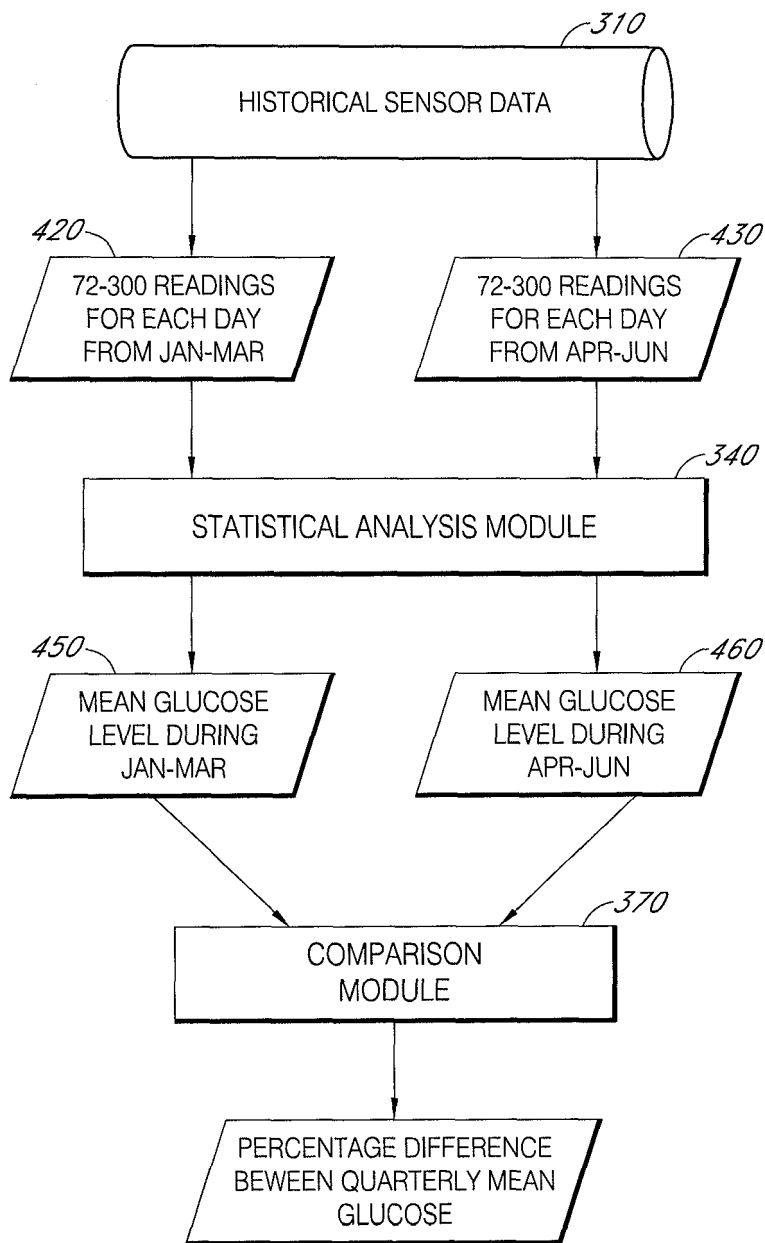 310
HISTORICAL SENSOR DATA
420
72-300 READINGS
FOR EACH DAY
FROM JAN-MAR
430
72-300 READINGS
FOR EACH DAY
FROM APR-JUN
340
STATISTICAL ANALYSIS MODULE
450
MEAN GLUCOSE
LEVEL DURING
JAN-MAR
460
MEAN GLUCOSE
LEVEL DURING
APR-JUN
370
COMPARISON
MODULE
PERCENTAGE DIFFERENCE
BEWEEN QUARTERLY MEAN
GLUCOSE